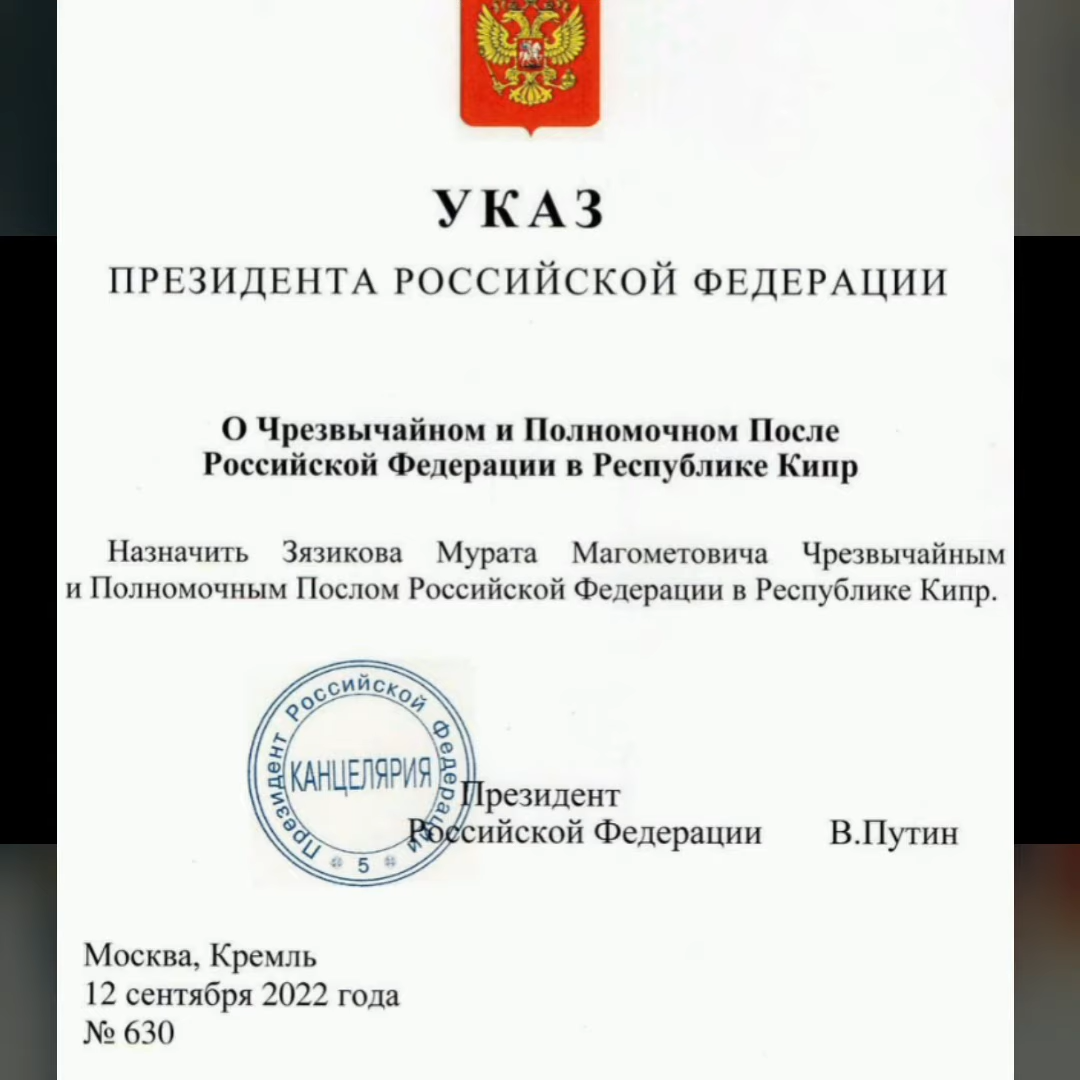 УКАЗ
ПРЕЗИДЕНТА РОССИЙСКОЙ ФЕДЕРАЦИИ
О Чрезвычайном и Полномочном После
Российской Федерации в Республике Кипр
Назначить Зязикова Мурата Магометовича Чрезвычайным
и Полномочным Послом Российской Федерации в Республике Кипр.
Президент Российской Федерации
КАНЦЕЛЯРИЯ
5
Президент
Российской Федерации В.Путин
Москва, Кремль
12 сентября 2022 года
№ 630